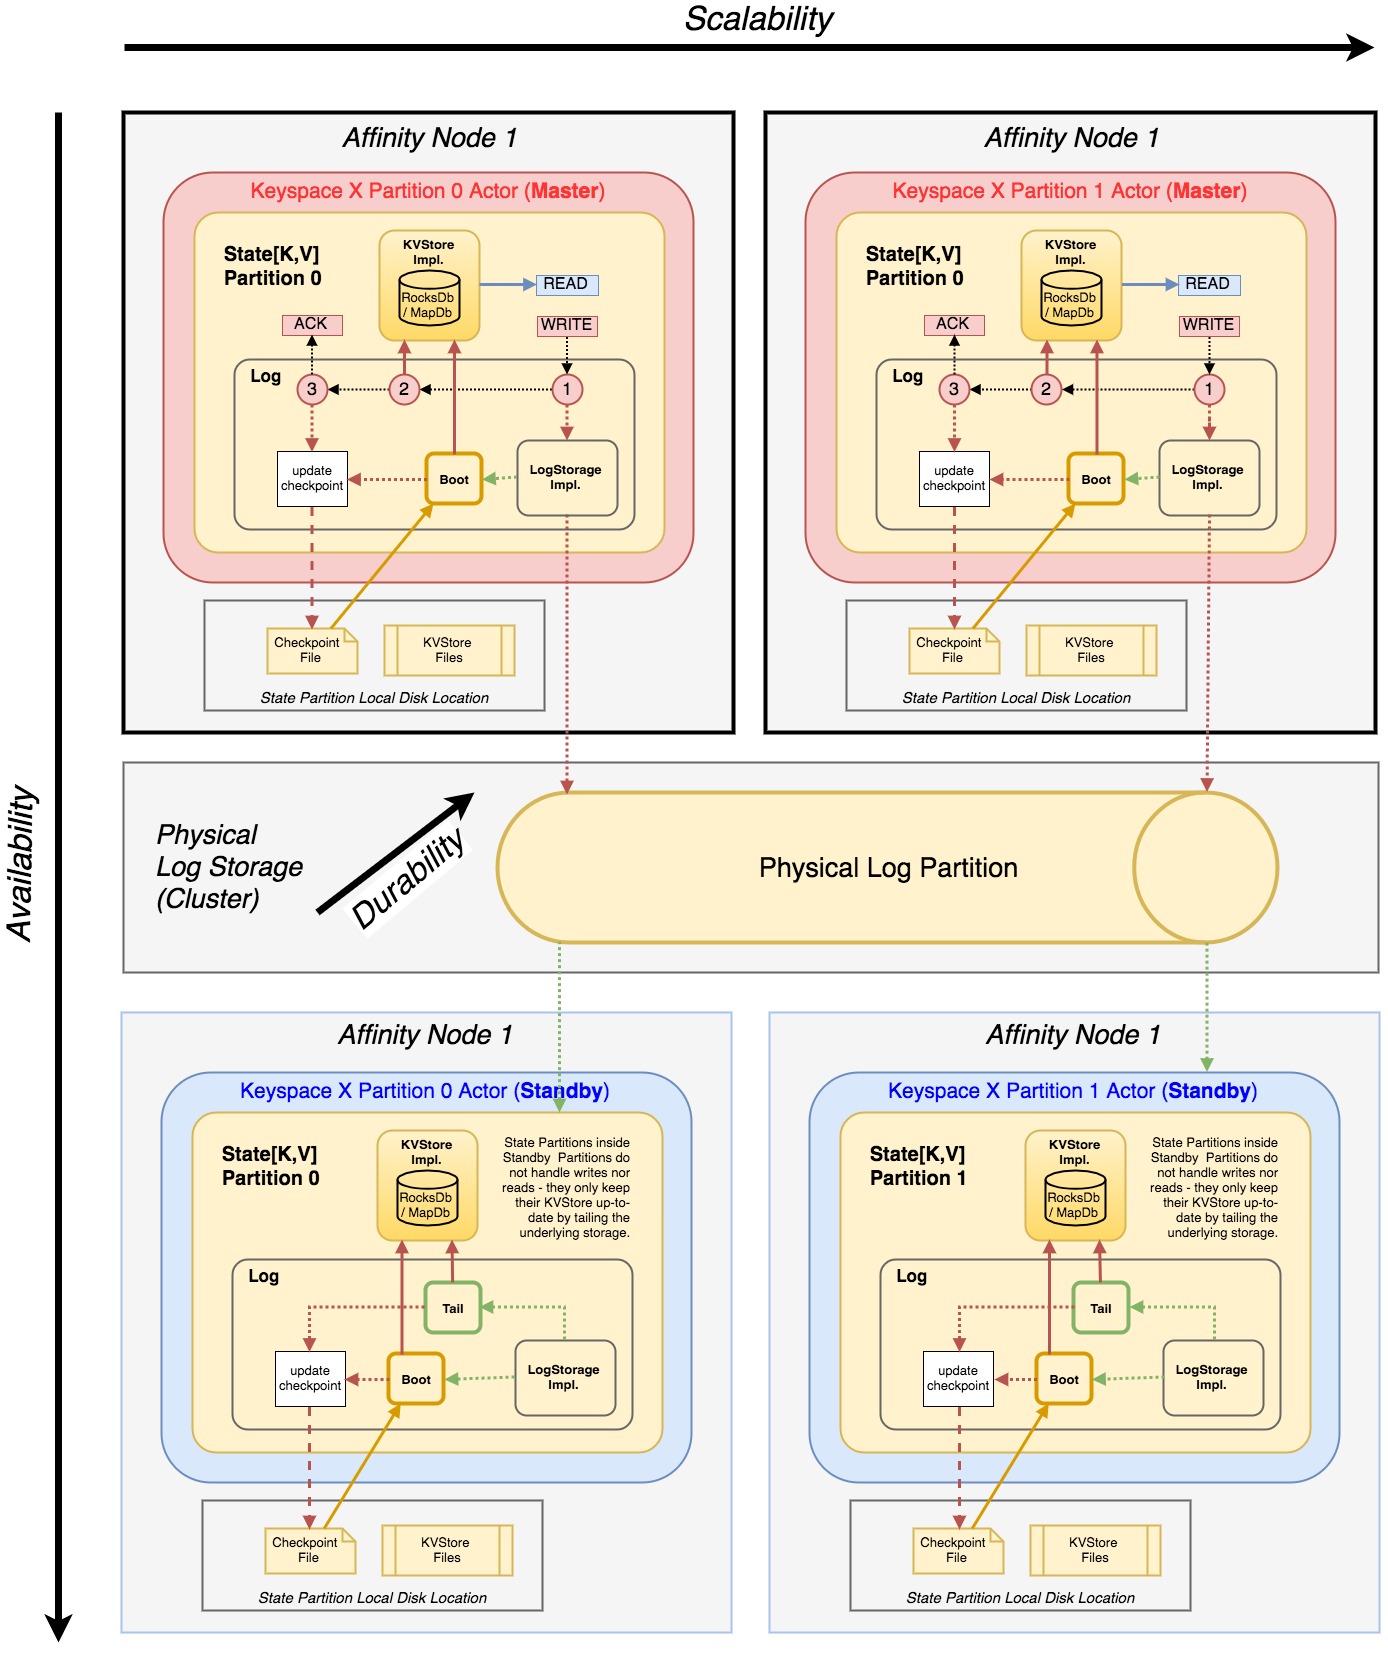 Scalability
Availability
Affinity Node 1
Keyspace X Partition 0 Actor (Master)
State[K,V]
Partition 0
KVStore
Impl.
RocksDb
/ MapDb
READ
ACK
WRITE
Log
3
2
1
update
checkpoint
Boot
LogStorage
Impl.
Checkpoint
File
KVStore
Files
State Partition Local Disk Location
Affinity Node 1
Keyspace X Partition 1 Actor (Master)
State[K,V]
Partition 0
KVStore
Impl.
RocksDb
/ MapDb
READ
ACK
WRITE
Log
3
2
1
update
checkpoint
Boot
LogStorage
Impl.
Checkpoint
File
KVStore
Files
State Partition Local Disk Location
Physical
Log Storage
(Cluster)
Durability
Physical Log Partition
Affinity Node 1
Keyspace X Partition 0 Actor (Standby)
State[K,V]
Partition 0
KVStore
Impl.
RocksDb
/ MapDb
State Partitions inside
Standby Partitions do
not handle writes nor
reads - they only keep
their KVStore up-to-
date by tailing the
underlying storage.
Log
Tail
update
checkpoint
Boot
LogStorage
Impl.
Checkpoint
File
KVStore
Files
State Partition Local Disk Location
Affinity Node 1
Keyspace X Partition 1 Actor (Standby)
State[K,V]
Partition 1
KVStore
Impl.
RocksDb
/ MapDb
State Partitions inside
Standby Partitions do
not handle writes nor
reads - they only keep
their KVStore up-to-
date by tailing the
underlying storage.
Log
Tail
update
checkpoint
Boot
LogStorage
Impl.
Checkpoint
File
KVStore
Files
State Partition Local Disk Location